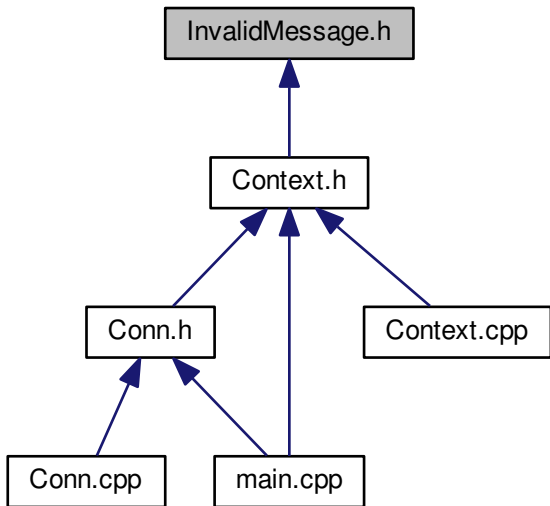 InvalidMessage.h
Context.h
Conn.h
Context.cpp
Conn.cpp
main.cpp